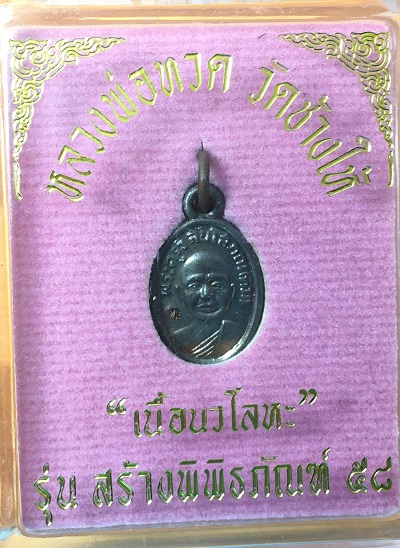 หลวงพ่อทวด วัดช้างให้
“เนื้อนวโลหะ”
รุ่น สร้างพิพิธภัณฑ์ ๕๘